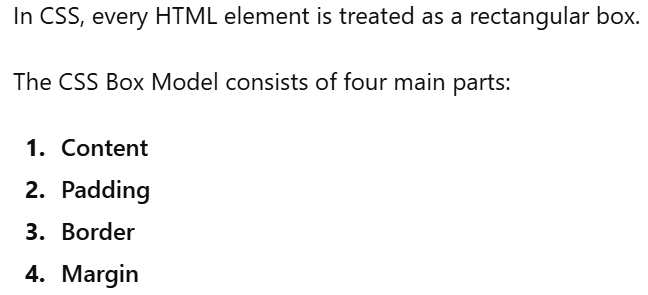 In CSS, every HTML element is treated as a rectangular box.
The CSS Box Model consists of four main parts:
1. Content
2. Padding
3. Border
4. Margin